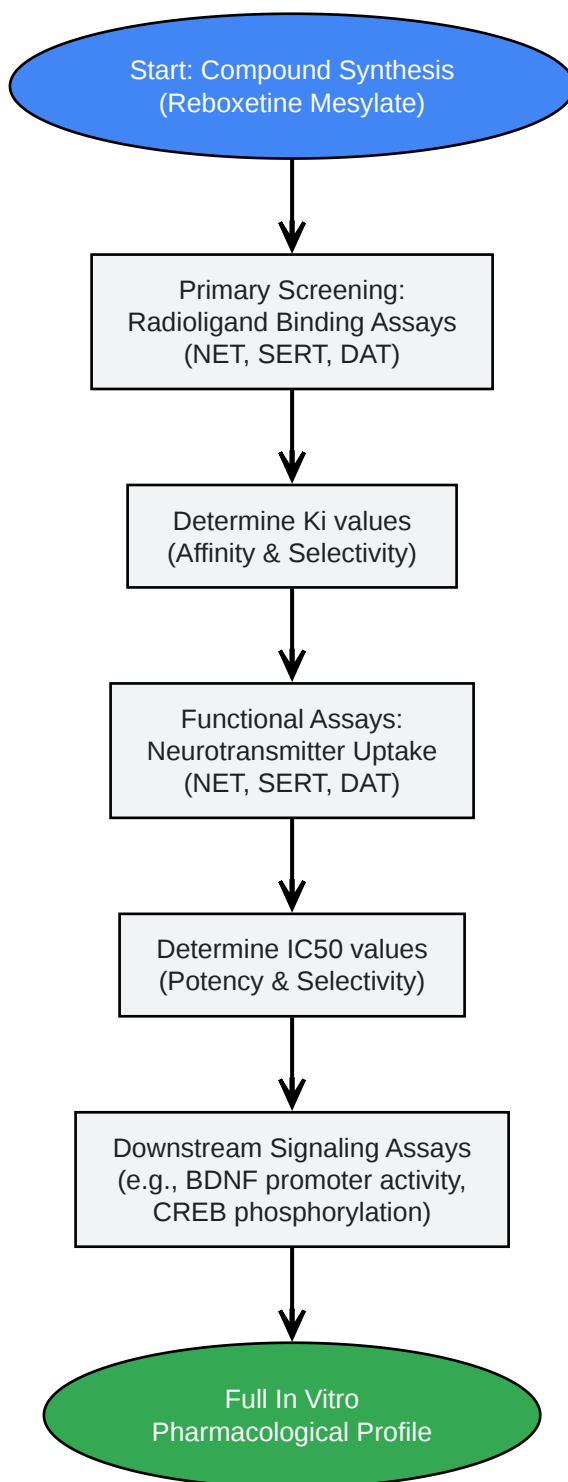 Start: Compound Synthesis
(Reboxetine Mesylate)
Primary Screening:
Radioligand Binding Assays
(NET, SERT, DAT)
Determine Ki values
(Affinity & Selectivity)
Functional Assays:
Neurotransmitter Uptake
(NET, SERT, DAT)
Determine IC50 values
(Potency & Selectivity)
Downstream Signaling Assays
(e.g., BDNF promoter activity,
CREB phosphorylation)
Full In Vitro
Pharmacological Profile